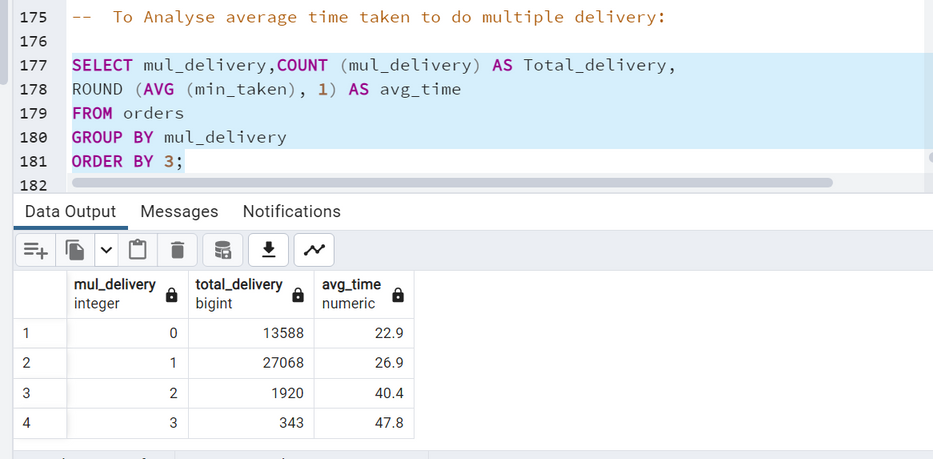 175 -- To Analyse average time taken to do multiple delivery:
176
177 SELECT mul_delivery,COUNT (mul_delivery) AS Total_delivery,
178 ROUND (AVG (min_taken), 1) AS avg_time
179 FROM orders
180 GROUP BY mul_delivery
181 ORDER BY 3;
182
Data Output Messages Notifications
mul_delivery total_delivery avg_time
integer bigint numeric
1 0 13588 22.9
2 1 27068 26.9
3 2 1920 40.4
4 3 343 47.8